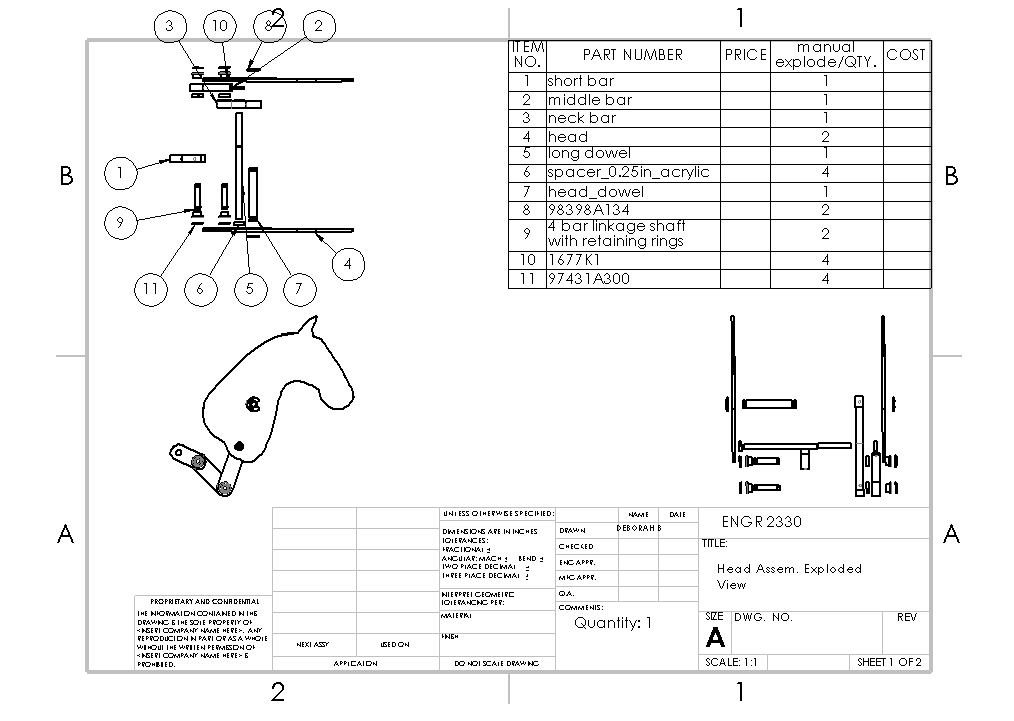 2
1
3
10
8
2
ITEM NO.
PART NUMBER
PRICE
manual explode/QTY.
COST
1 short bar 1
2 middle bar 1
3 neck bar 1
4 head 2
5 long dowel 1
6 spacer_0.25in_acrylic 4
7 head_dowel 1
8 98398A134 2
9 4 bar linkage shaft with retaining rings 2
10 1677K1 4
11 97431A300 4
B
B
1
9
4
11
6
5
7
A
A
UNLESS OTHERWISE SPECIFIED:
DIMENSIONS ARE IN INCHES
TOLERANCES:
FRACTIONAL ±
ANGULAR: MACH ± BEND ±
TWO PLACE DECIMAL ±
THREE PLACE DECIMAL ±
INTERPRET GEOMETRIC
TOLERANCING PER:
MATERIAL
FINISH
DO NOT SCALE DRAWING
NAME DATE
DRAWN DEBORAH B
CHECKED
ENG APPR.
MFG APPR.
Q.A.
COMMENTS:
Quantity: 1
ENGR 2330
TITLE:
Head Assem. Exploded
View
SIZE DWG. NO. REV
A
SCALE: 1:1 SHEET 1 OF 2
PROPRIETARY AND CONFIDENTIAL
THE INFORMATION CONTAINED IN THIS
DRAWING IS THE SOLE PROPERTY OF
<INSERT COMPANY NAME HERE>. ANY
REPRODUCTION IN PART OR AS A WHOLE
WITHOUT THE WRITTEN PERMISSION OF
<INSERT COMPANY NAME HERE> IS
PROHIBITED.
NEXT ASSY USED ON
APPLICATION
2
1